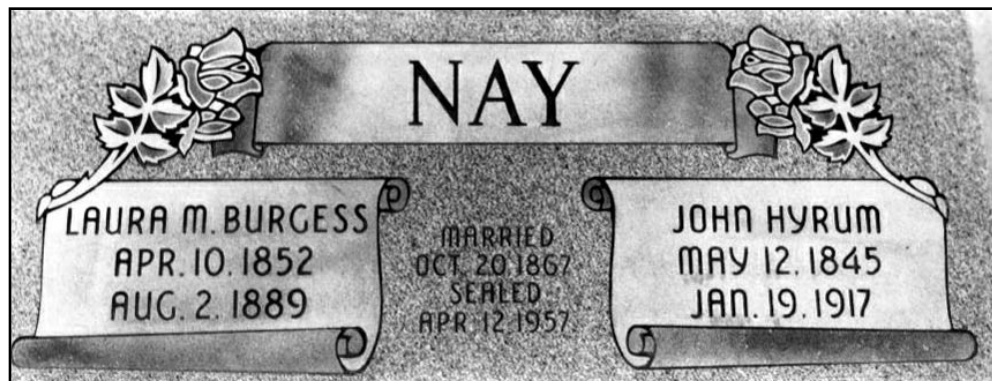 NAY
LAURA M. BURGESS
APR. 10. 1852
AUG. 2. 1889
MARRIED
OCT. 20. 1867
SEALED
APR. 12. 1957
JOHN HYRUM
MAY 12. 1845
JAN. 19. 1917